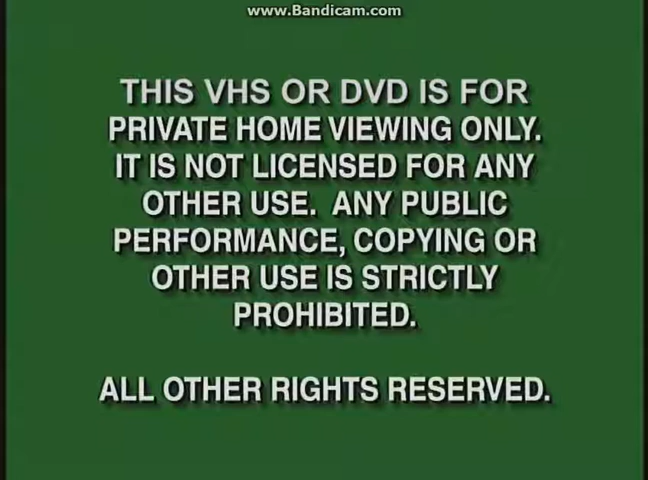 www.Bandicam.com
THIS VHS OR DVD IS FOR
PRIVATE HOME VIEWING ONLY.
IT IS NOT LICENSED FOR ANY
OTHER USE.  ANY PUBLIC
PERFORMANCE, COPYING OR
OTHER USE IS STRICTLY
PROHIBITED.
ALL OTHER RIGHTS RESERVED.